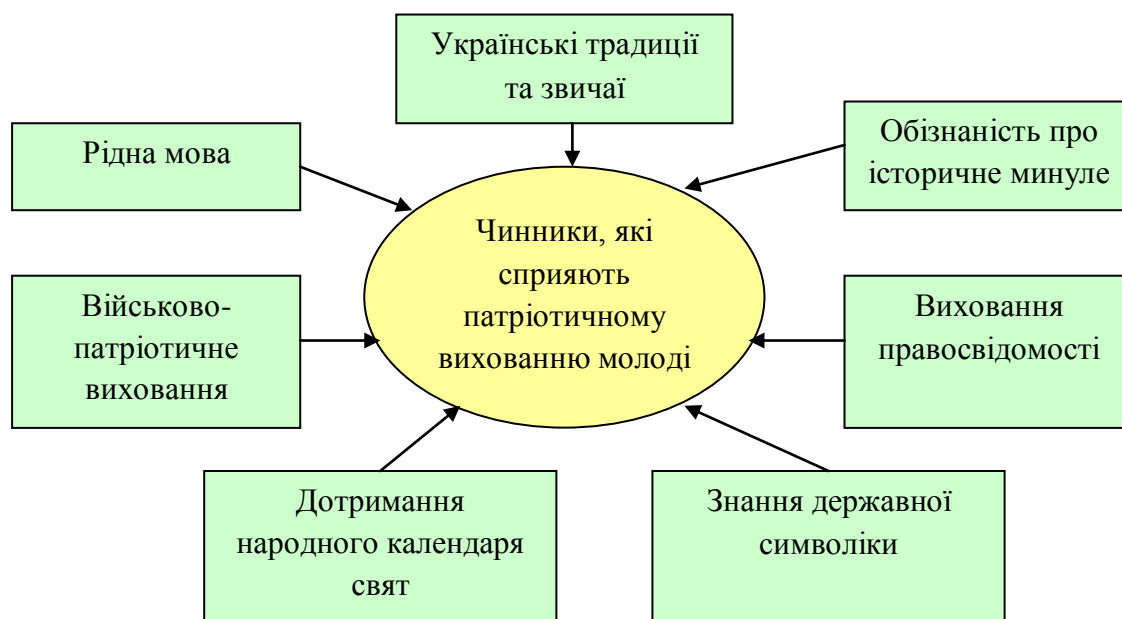 Українські традиції
та звичаї
Рідна мова
Обізнаність про
історичне минуле
Чинники, які
сприяють
патріотичному
вихованню молоді
Військово-
патріотичне
виховання
Виховання
правосвідомості
Дотримання
народного календаря
свят
Знання державної
символіки